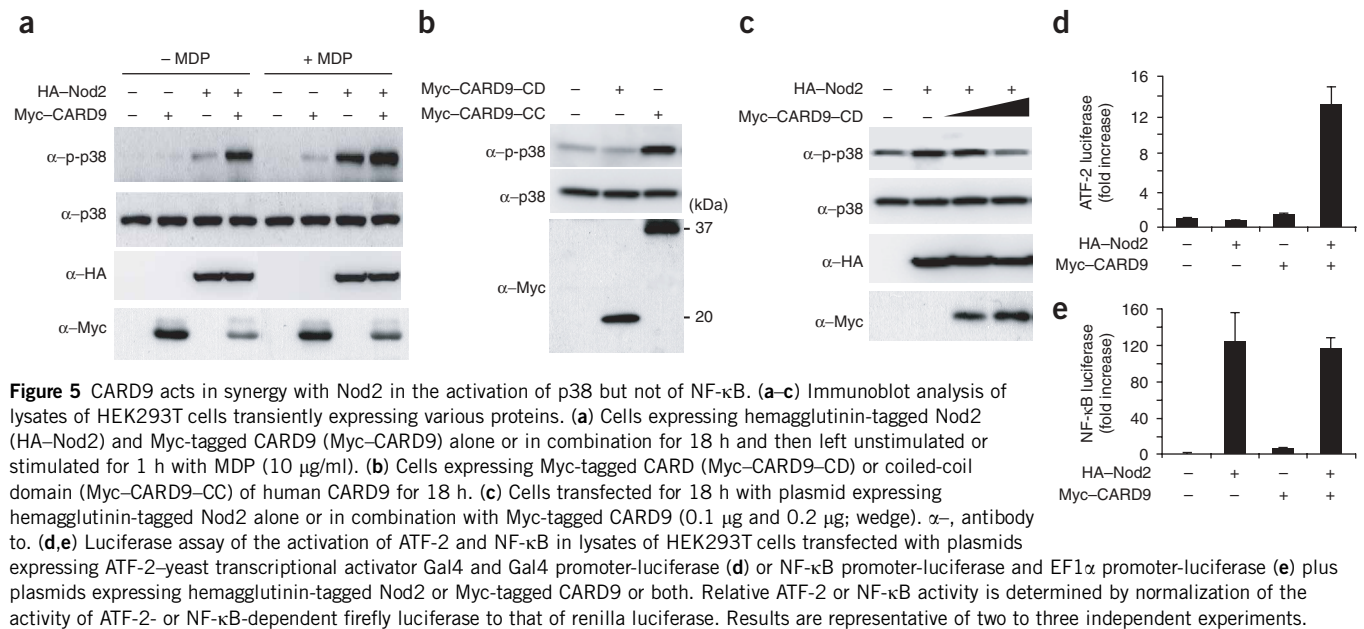 a
– MDP
+ MDP
HA–Nod2 – – + + – – + +
Myc–CARD9 – + – + – + – +
α–p-p38
α–p38
α–HA
α–Myc
b
Myc–CARD9–CD – + –
Myc–CARD9–CC – – +
α–p-p38
α–p38
(kDa)
37
α–Myc
20
c
HA–Nod2 – + + +
Myc–CARD9–CD – –
α–p-p38
α–p38
α–HA
α–Myc
d
ATF-2 luciferase
(fold increase)
16
12
8
4
0
HA–Nod2 – + – +
Myc–CARD9 – – + +
e
NF-κB luciferase
(fold increase)
160
120
80
40
0
HA–Nod2 – + – +
Myc–CARD9 – – + +
Figure 5 CARD9 acts in synergy with Nod2 in the activation of p38 but not of NF-κB. (a–c) Immunoblot analysis of
lysates of HEK293T cells transiently expressing various proteins. (a) Cells expressing hemagglutinin-tagged Nod2
(HA–Nod2) and Myc-tagged CARD9 (Myc–CARD9) alone or in combination for 18 h and then left unstimulated or
stimulated for 1 h with MDP (10 μg/ml). (b) Cells expressing Myc-tagged CARD (Myc–CARD9–CD) or coiled-coil
domain (Myc–CARD9–CC) of human CARD9 for 18 h. (c) Cells transfected for 18 h with plasmid expressing
hemagglutinin-tagged Nod2 alone or in combination with Myc-tagged CARD9 (0.1 μg and 0.2 μg; wedge). α–, antibody
to. (d,e) Luciferase assay of the activation of ATF-2 and NF-κB in lysates of HEK293T cells transfected with plasmids
expressing ATF-2–yeast transcriptional activator Gal4 and Gal4 promoter-luciferase (d) or NF-κB promoter-luciferase and EF1α promoter-luciferase (e) plus
plasmids expressing hemagglutinin-tagged Nod2 or Myc-tagged CARD9 or both. Relative ATF-2 or NF-κB activity is determined by normalization of the
activity of ATF-2- or NF-κB-dependent firefly luciferase to that of renilla luciferase. Results are representative of two to three independent experiments.